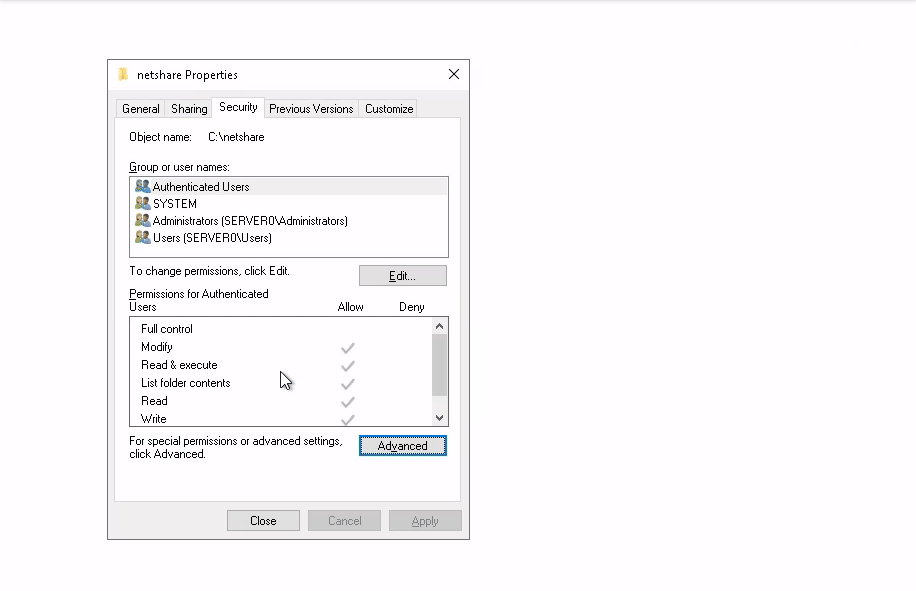 netshare Properties
General Sharing Security Previous Versions Customize
Object name: C:\netshare
Group or user names:
Authenticated Users
SYSTEM
Administrators (SERVER0\Administrators)
Users (SERVER0\Users)
To change permissions, click Edit.
Edit...
Permissions for Authenticated
Users Allow Deny
Full control
Modify
Read & execute
List folder contents
Read
Write
For special permissions or advanced settings,
click Advanced.
Advanced
Close Cancel Apply